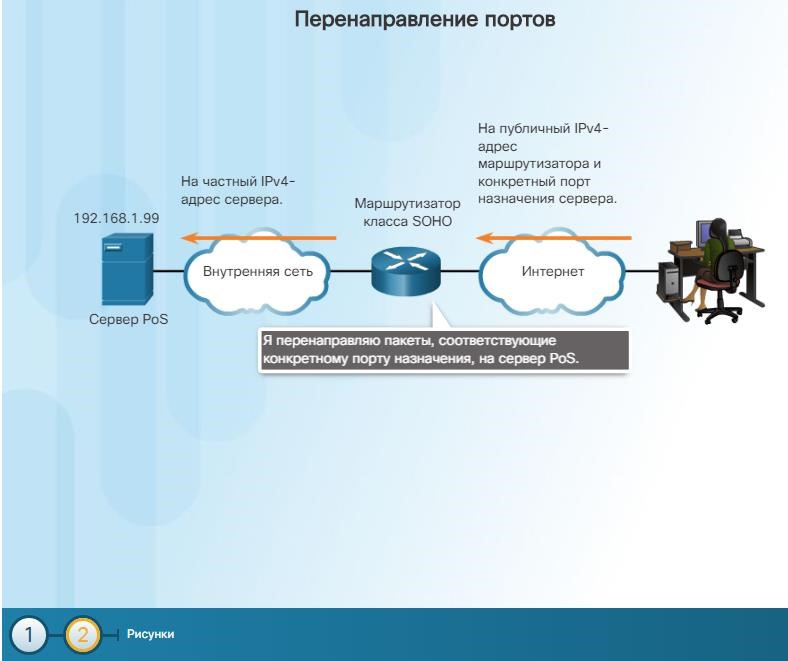 Перенаправление портов
На публичный IPv4-
адрес
маршрутизатора и
конкретный порт
назначения сервера.
На частный IPv4-
адрес сервера.
Маршрутизатор
класса SOHO
192.168.1.99
Внутренняя сеть
Интернет
Сервер PoS
Я перенаправляю пакеты, соответствующие
конкретному порту назначения, на сервер PoS.
1
2
Рисунки